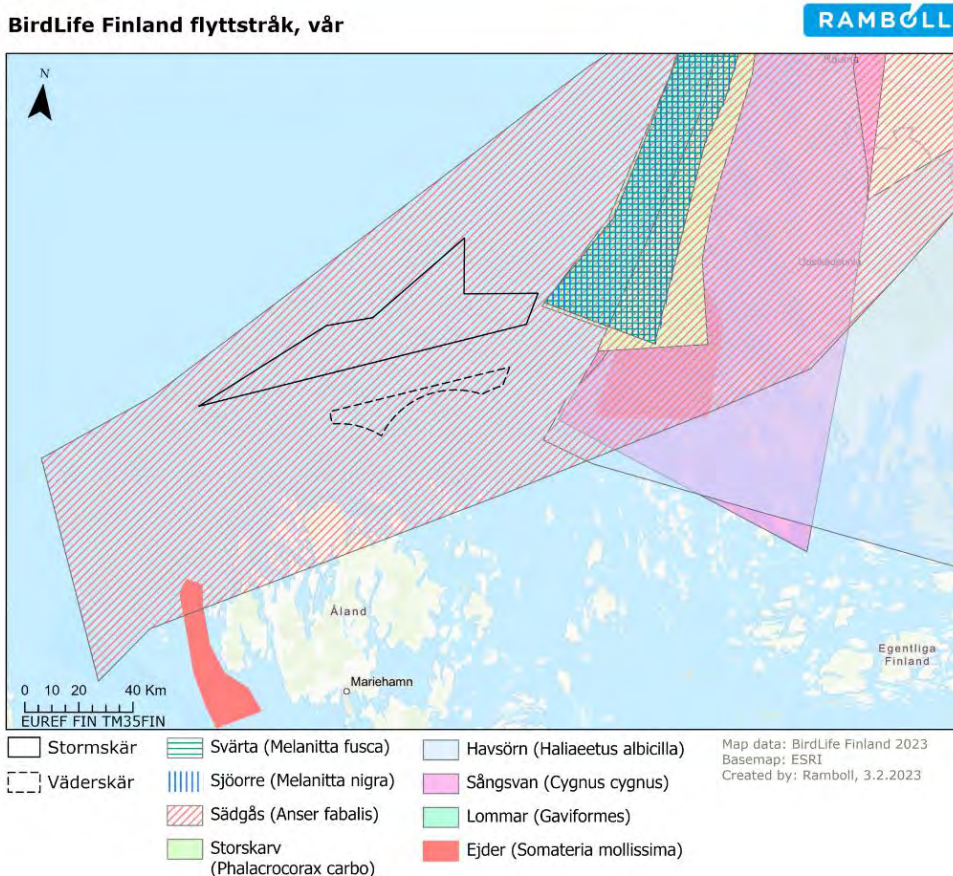 BirdLife Finland flyttstråk, vår
RAMBOLL
N
Rauma
Uusikaupunki
Åland
Mariehamn
Egentliga
Finland
0 10 20 40 Km
EUREF FIN TM35FIN
Stormskär
Väderskär
Svärta (Melanitta fusca)
Sjöorre (Melanitta nigra)
Sädgås (Anser fabalis)
Storskarv
(Phalacrocorax carbo)
Havsörn (Haliaeetus albicilla)
Sångsvan (Cygnus cygnus)
Lommar (Gaviformes)
Ejder (Somateria mollissima)
Map data: BirdLife Finland 2023
Basemap: ESRI
Created by: Ramboll, 3.2.2023